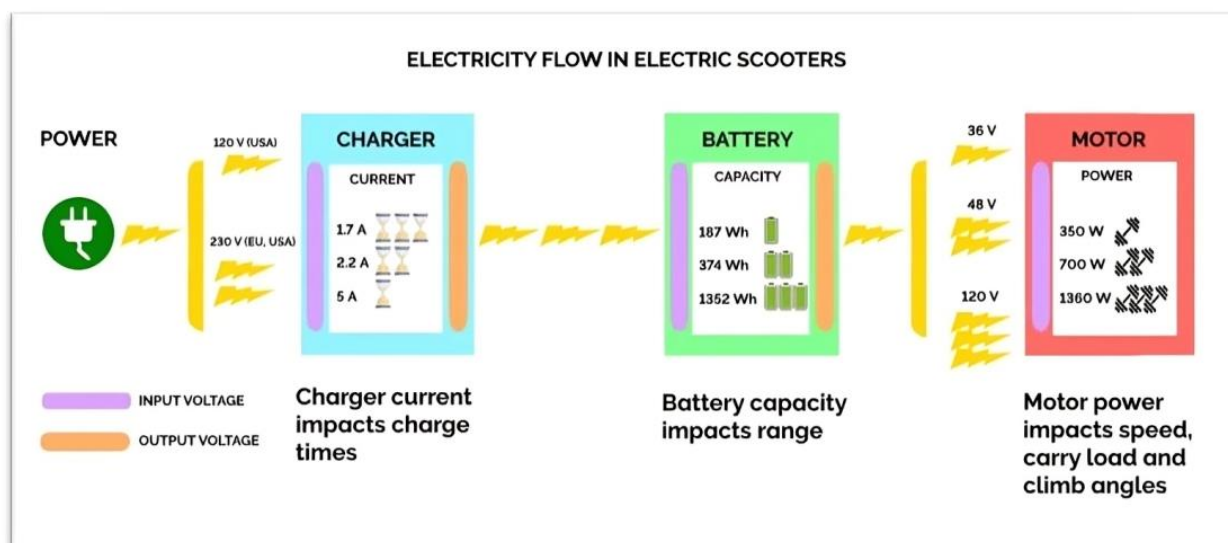 ELECTRICITY FLOW IN ELECTRIC SCOOTERS
POWER
120 V (USA)
230 V (EU, USA)
CHARGER
CURRENT
1.7 A
2.2 A
5 A
BATTERY
CAPACITY
187 Wh
374 Wh
1352 Wh
36 V
48 V
120 V
MOTOR
POWER
350 W
700 W
1360 W
INPUT VOLTAGE
OUTPUT VOLTAGE
Charger current
impacts charge
times
Battery capacity
impacts range
Motor power
impacts speed,
carry load and
climb angles